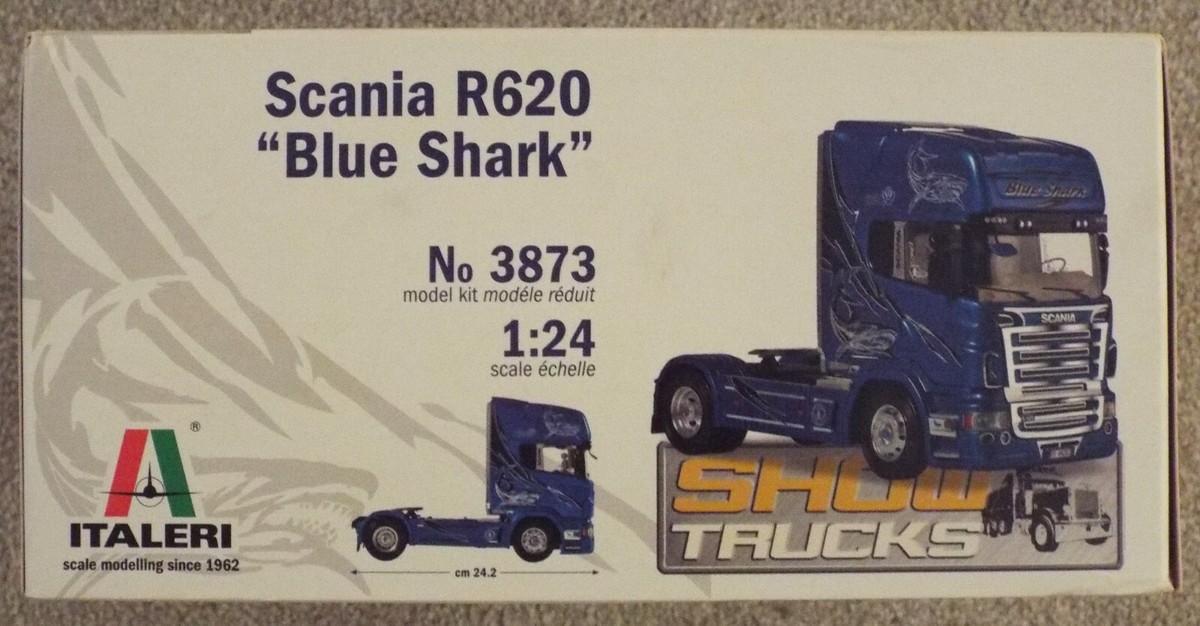 Scania R620
“Blue Shark”
No 3873
model kit modéle réduit
1:24
scale échelle
®
ITALERI
scale modelling since 1962
cm 24.2
Blue Shark
SCANIA
SHOW
TRUCKS